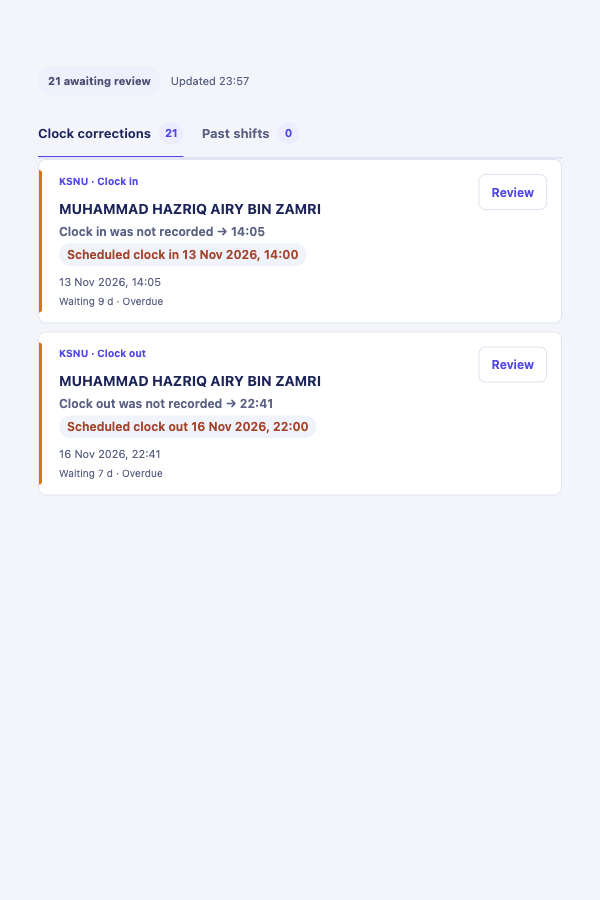 21 awaiting review Updated 23:57
Clock corrections 21 Past shifts 0
KSNU · Clock in
Review
MUHAMMAD HAZRIQ AIRY BIN ZAMRI
Clock in was not recorded → 14:05
Scheduled clock in 13 Nov 2026, 14:00
13 Nov 2026, 14:05
Waiting 9 d · Overdue
KSNU · Clock out
Review
MUHAMMAD HAZRIQ AIRY BIN ZAMRI
Clock out was not recorded → 22:41
Scheduled clock out 16 Nov 2026, 22:00
16 Nov 2026, 22:41
Waiting 7 d · Overdue